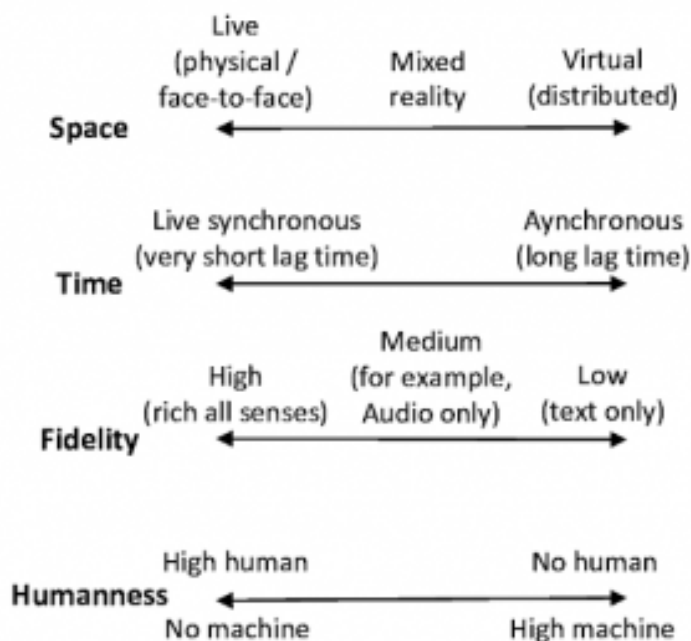 Live
(physical /
face-to-face)
Mixed
reality
Virtual
(distributed)
Space
Live synchronous
(very short lag time)
Aynchronous
(long lag time)
Time
High
(rich all senses)
Medium
(for example,
Audio only)
Low
(text only)
Fidelity
High human
No human
Humanness
No machine
High machine